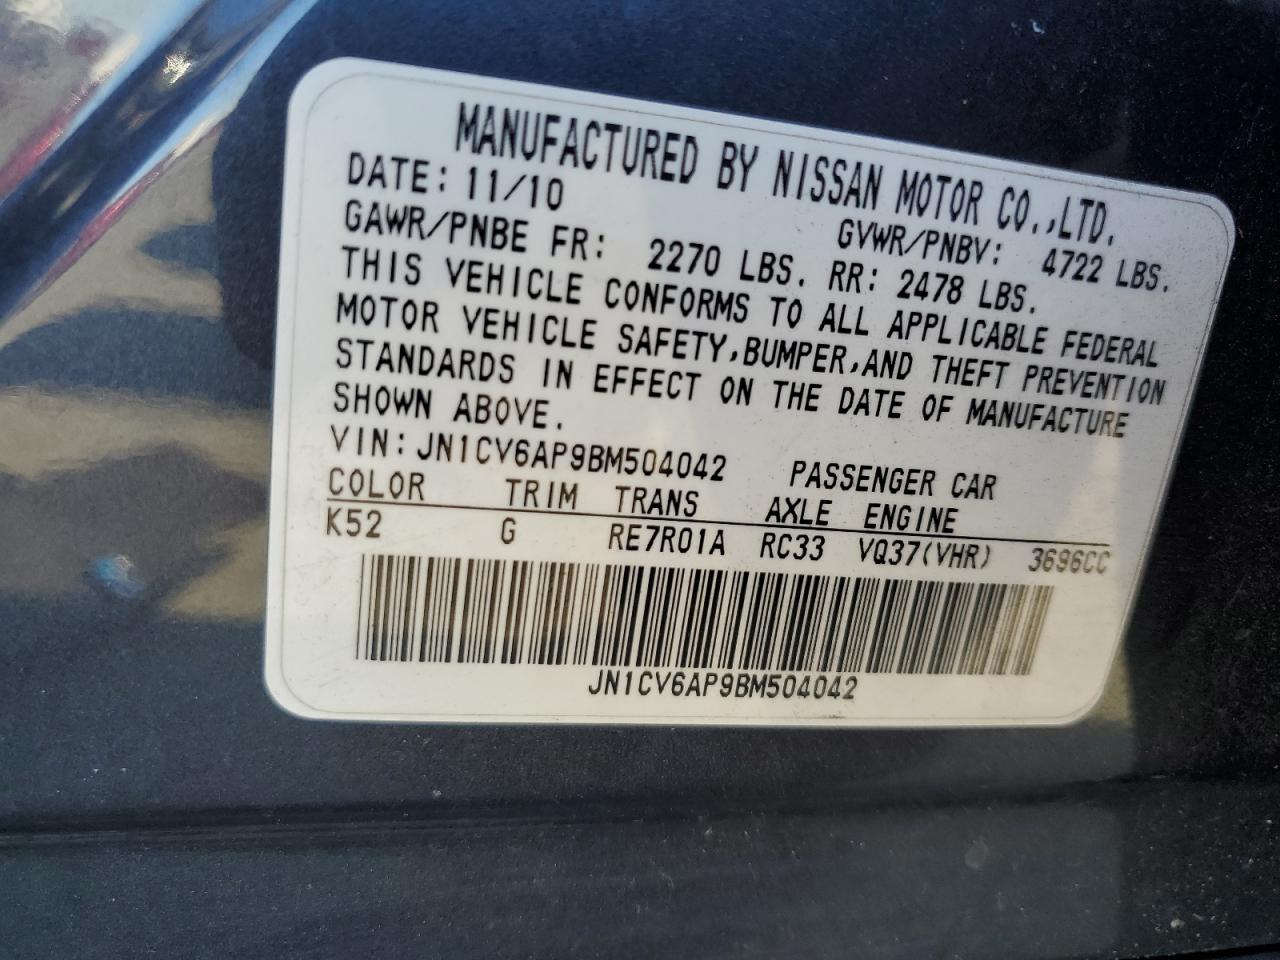 MANUFACTURED BY NISSAN MOTOR CO.,LTD.
DATE: 11/10 GVWR/PNBV: 4722 LBS.
GAWR/PNBE FR: 2270 LBS. RR: 2478 LBS.
THIS VEHICLE CONFORMS TO ALL APPLICABLE FEDERAL
MOTOR VEHICLE SAFETY,BUMPER,AND THEFT PREVENTION
STANDARDS IN EFFECT ON THE DATE OF MANUFACTURE
SHOWN ABOVE.
VIN: JN1CV6AP9BM504042 PASSENGER CAR
COLOR TRIM TRANS AXLE ENGINE
K52 G RE7R01A RC33 VQ37(VHR) 3696CC
JN1CV6AP9BM504042